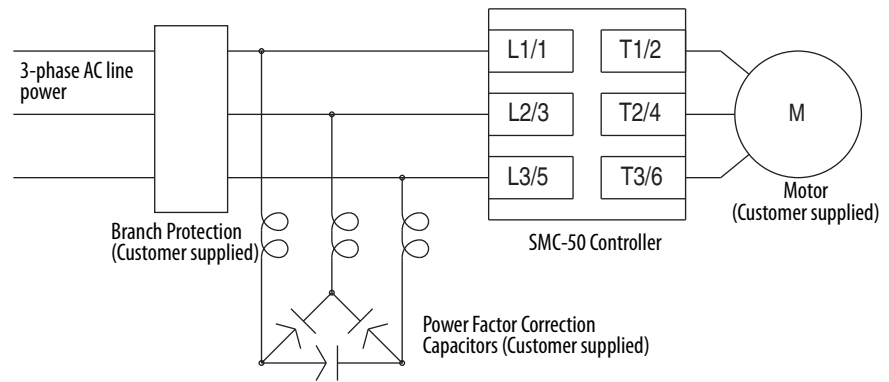 3-phase AC line
power
L1/1
T1/2
L2/3
T2/4
M
L3/5
T3/6
Motor
(Customer supplied)
Branch Protection
(Customer supplied)
SMC-50 Controller
Power Factor Correction
Capacitors (Customer supplied)